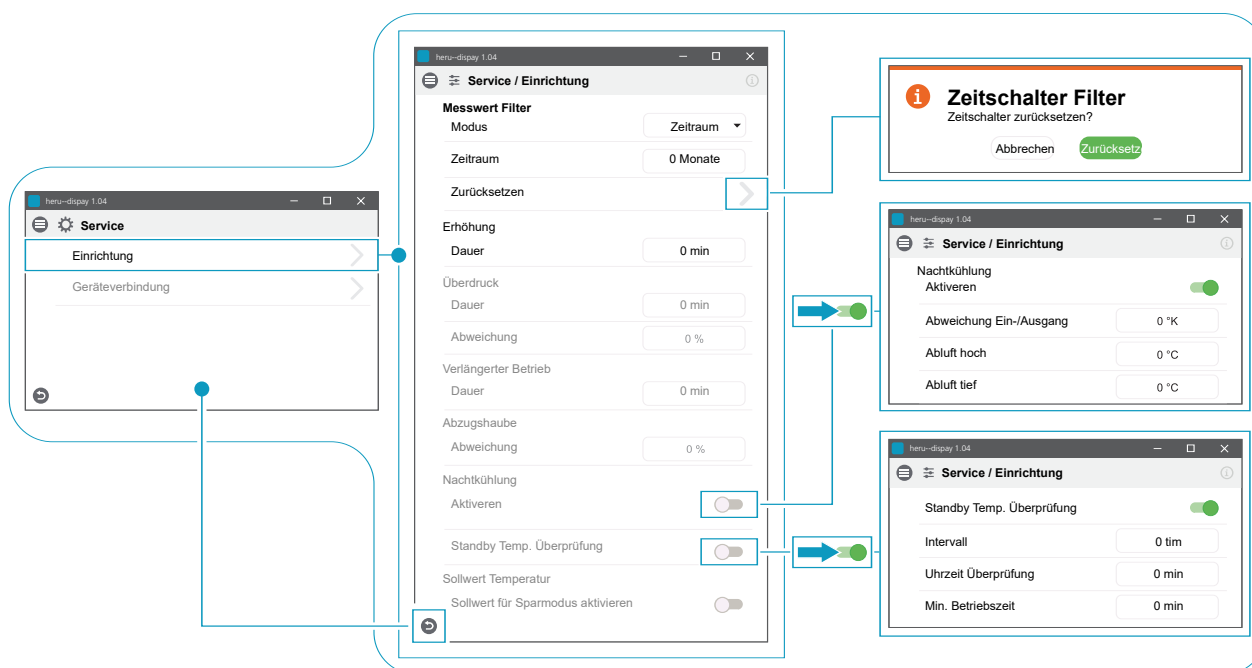 heru--dispay 1.04
Service
Einrichtung
Geräteverbindung
heru--dispay 1.04
Service / Einrichtung
Messwert Filter
Modus Zeitraum
Zeitraum 0 Monate
Zurücksetzen
Erhöhung
Dauer 0 min
Überdruck
Dauer 0 min
Abweichung 0 %
Verlängerter Betrieb
Dauer 0 min
Abzugshaube
Abweichung 0 %
Nachtkühlung
Aktiveren
Standby Temp. Überprüfung
Sollwert Temperatur
Sollwert für Sparmodus aktivieren
Zeitschalter Filter
Zeitschalter zurücksetzen?
Abbrechen Zurücksetz
heru--dispay 1.04
Service / Einrichtung
Nachtkühlung
Aktiveren
Abweichung Ein-/Ausgang 0 °K
Abluft hoch 0 °C
Abluft tief 0 °C
heru--dispay 1.04
Service / Einrichtung
Standby Temp. Überprüfung
Intervall 0 tim
Uhrzeit Überprüfung 0 min
Min. Betriebszeit 0 min